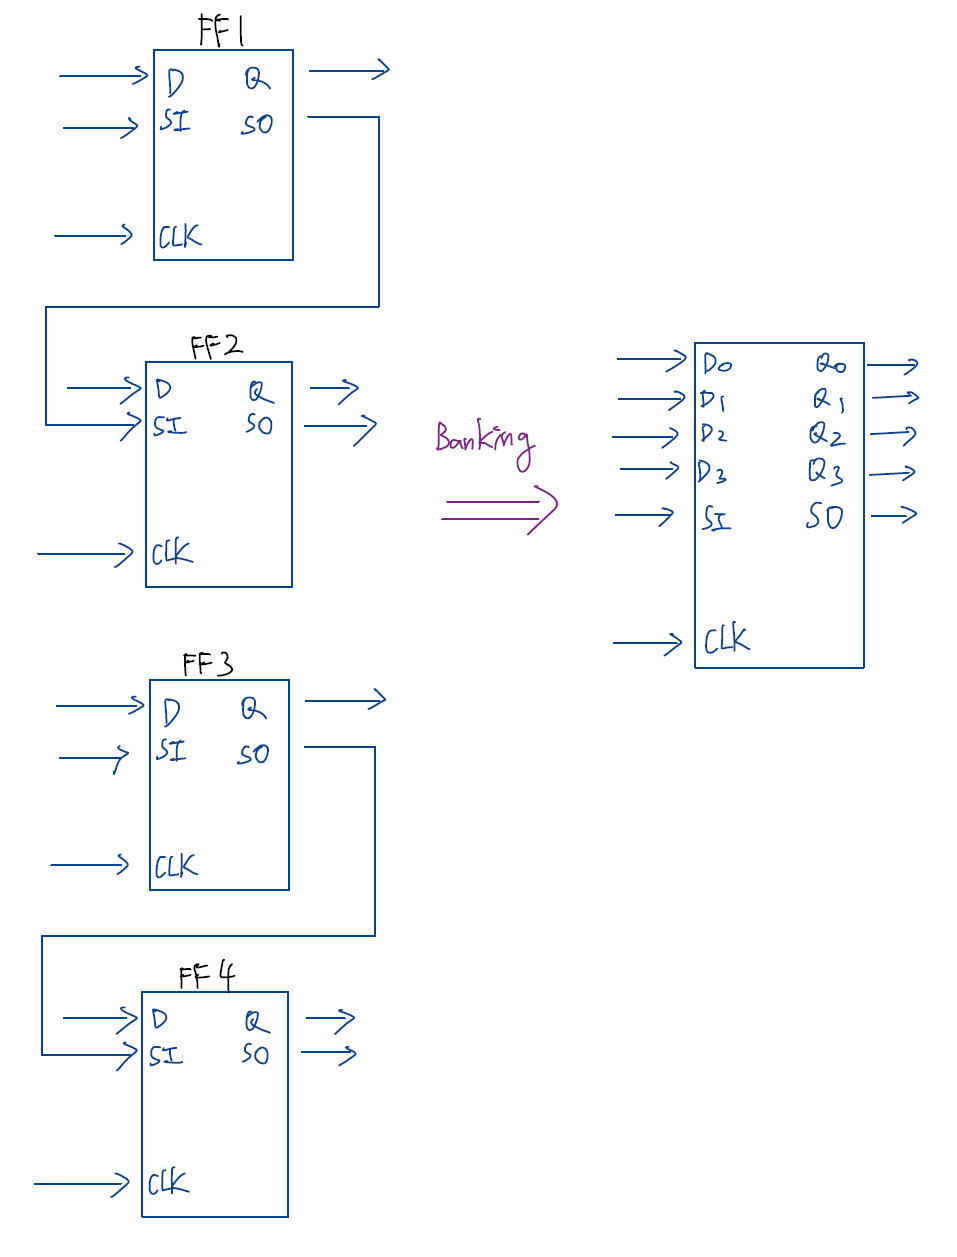 FF1
D Q
SI SO
CLK
FF2
D Q
SI SO
CLK
Banking
D0 Q0
D1 Q1
D2 Q2
D3 Q3
SI SO
CLK
FF3
D Q
SI SO
CLK
FF4
D Q
SI SO
CLK